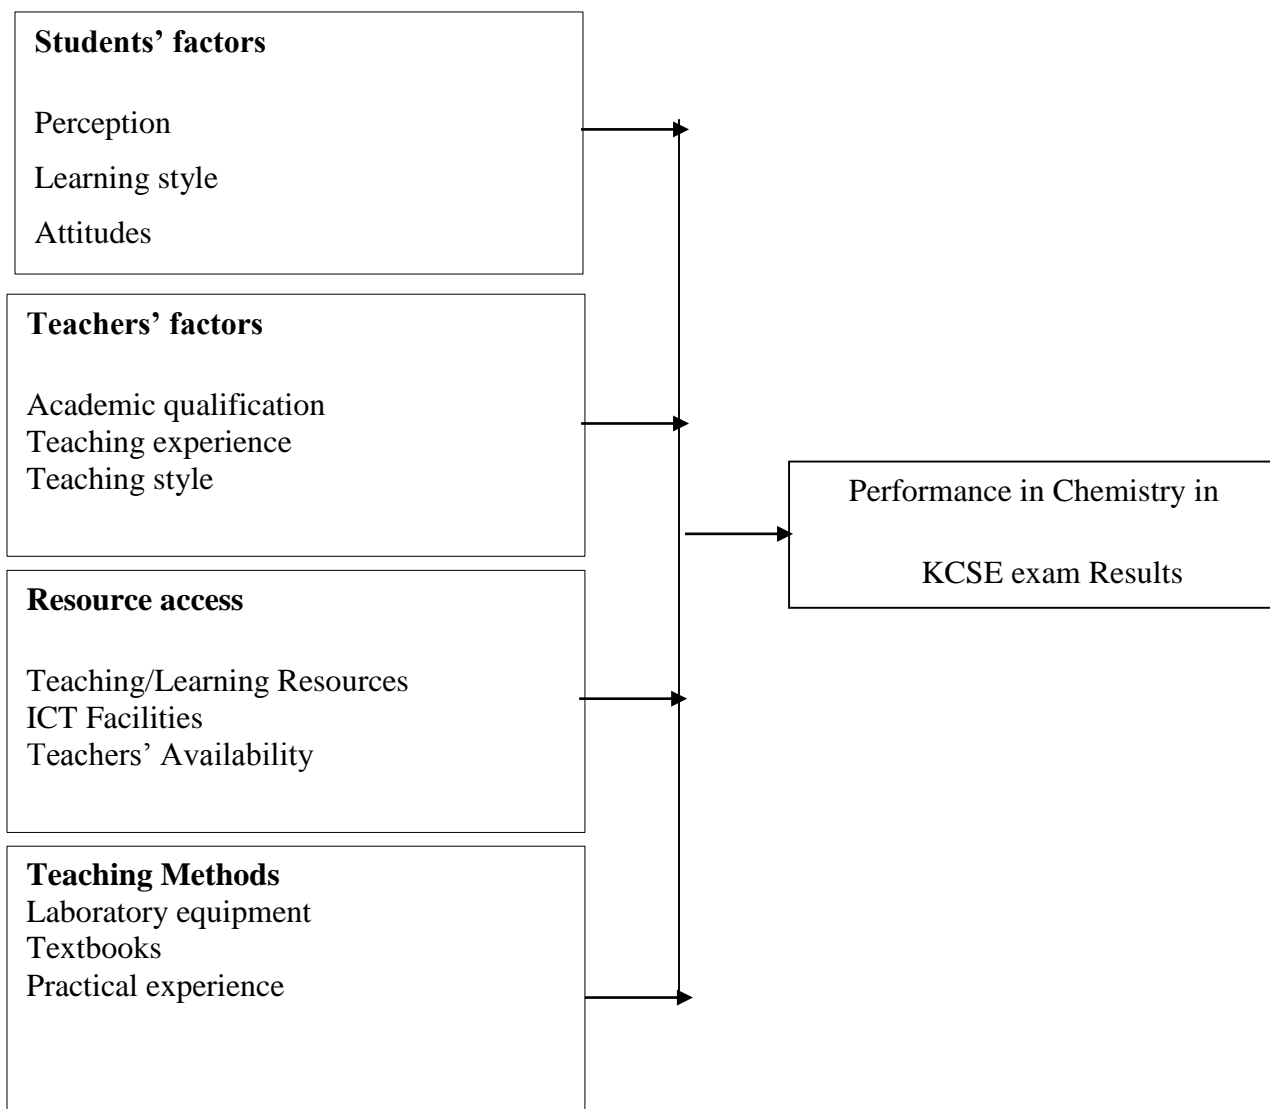 Students’ factors
Perception
Learning style
Attitudes
Teachers’ factors
Academic qualification
Teaching experience
Teaching style
Resource access
Teaching/Learning Resources
ICT Facilities
Teachers’ Availability
Teaching Methods
Laboratory equipment
Textbooks
Practical experience
Performance in Chemistry in
KCSE exam Results